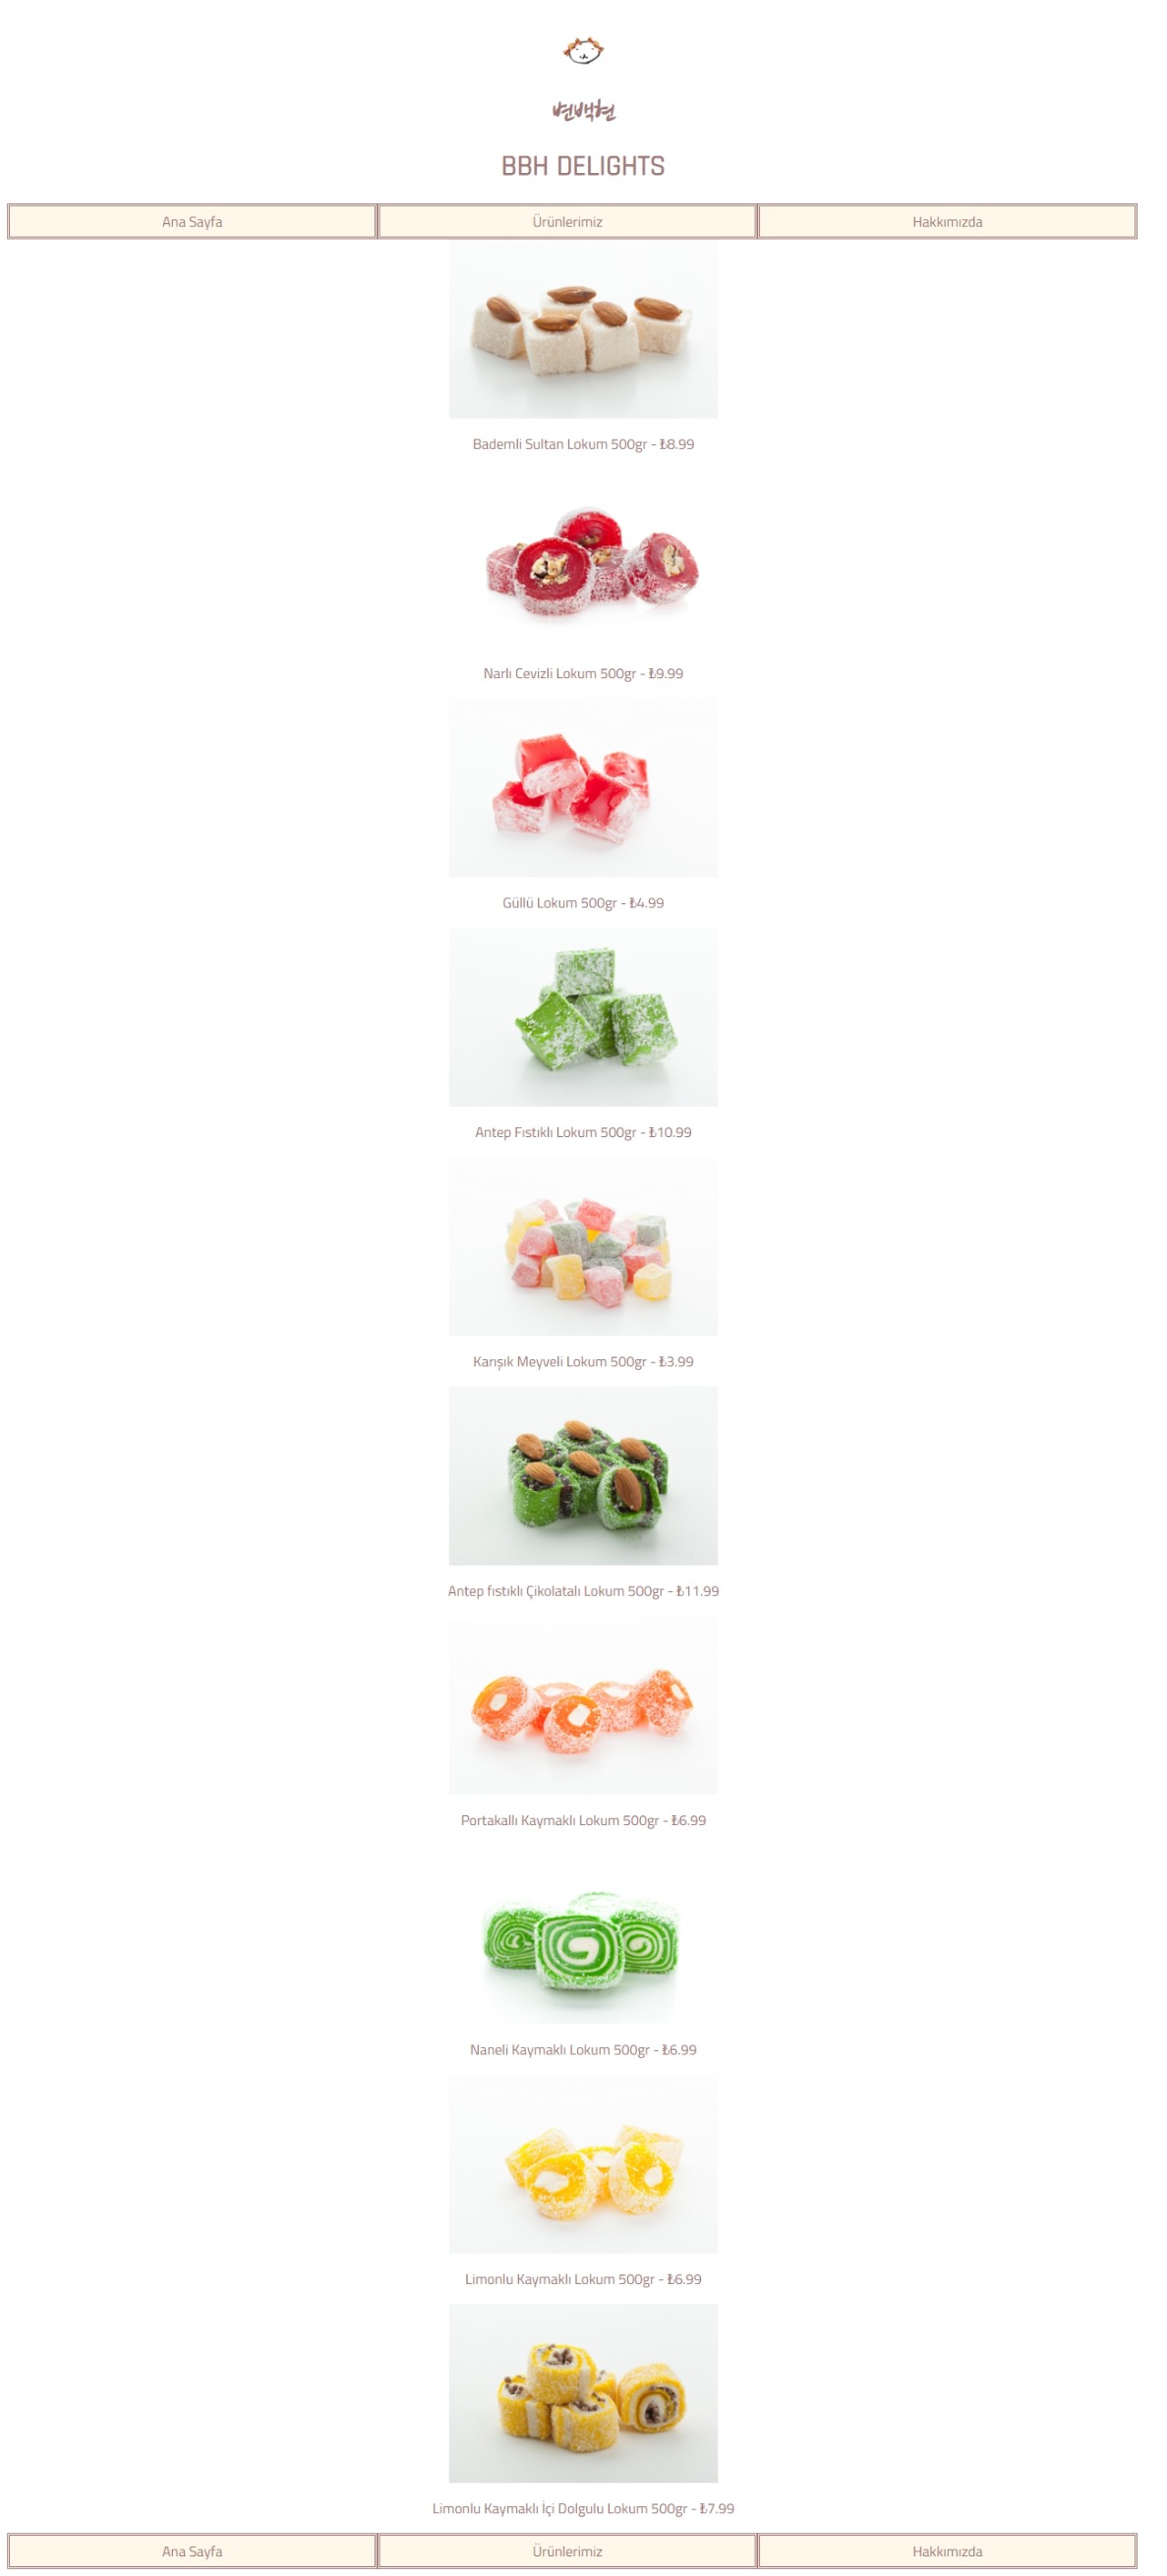 변백현
BBH DELIGHTS
Ana Sayfa Ürünlerimiz Hakkımızda
Bademli Sultan Lokum 500gr - ₺8.99
Narlı Cevizli Lokum 500gr - ₺9.99
Güllü Lokum 500gr - ₺4.99
Antep Fıstıklı Lokum 500gr - ₺10.99
Karışık Meyveli Lokum 500gr - ₺3.99
Antep fıstıklı Çikolatalı Lokum 500gr - ₺11.99
Portakallı Kaymaklı Lokum 500gr - ₺6.99
Naneli Kaymaklı Lokum 500gr - ₺6.99
Limonlu Kaymaklı Lokum 500gr - ₺6.99
Limonlu Kaymaklı İçi Dolgulu Lokum 500gr - ₺7.99
Ana Sayfa Ürünlerimiz Hakkımızda